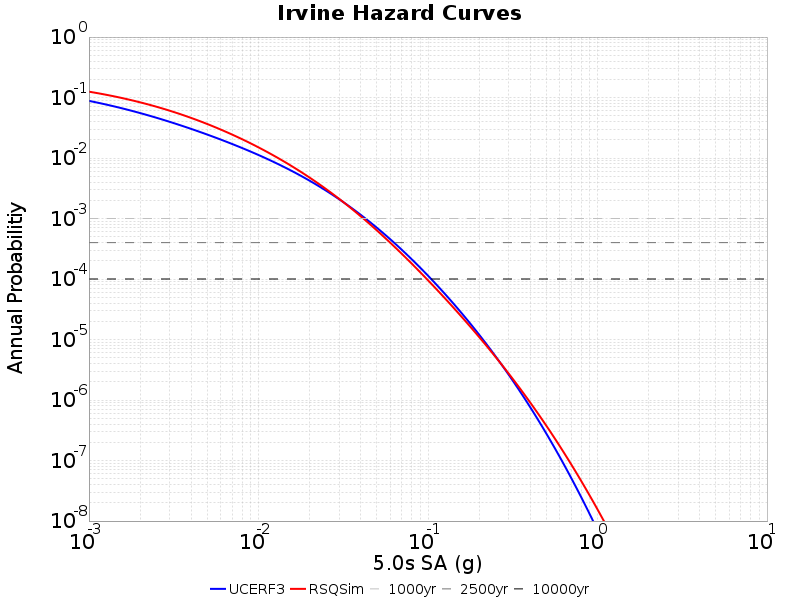 Irvine Hazard Curves
Annual Probabilitiy
10^0
10^-1
10^-2
10^-3
10^-4
10^-5
10^-6
10^-7
10^-8
10^-3 10^-2 10^-1 10^0 10^1
5.0s SA (g)
UCERF3 RSQSim 1000yr 2500yr 10000yr